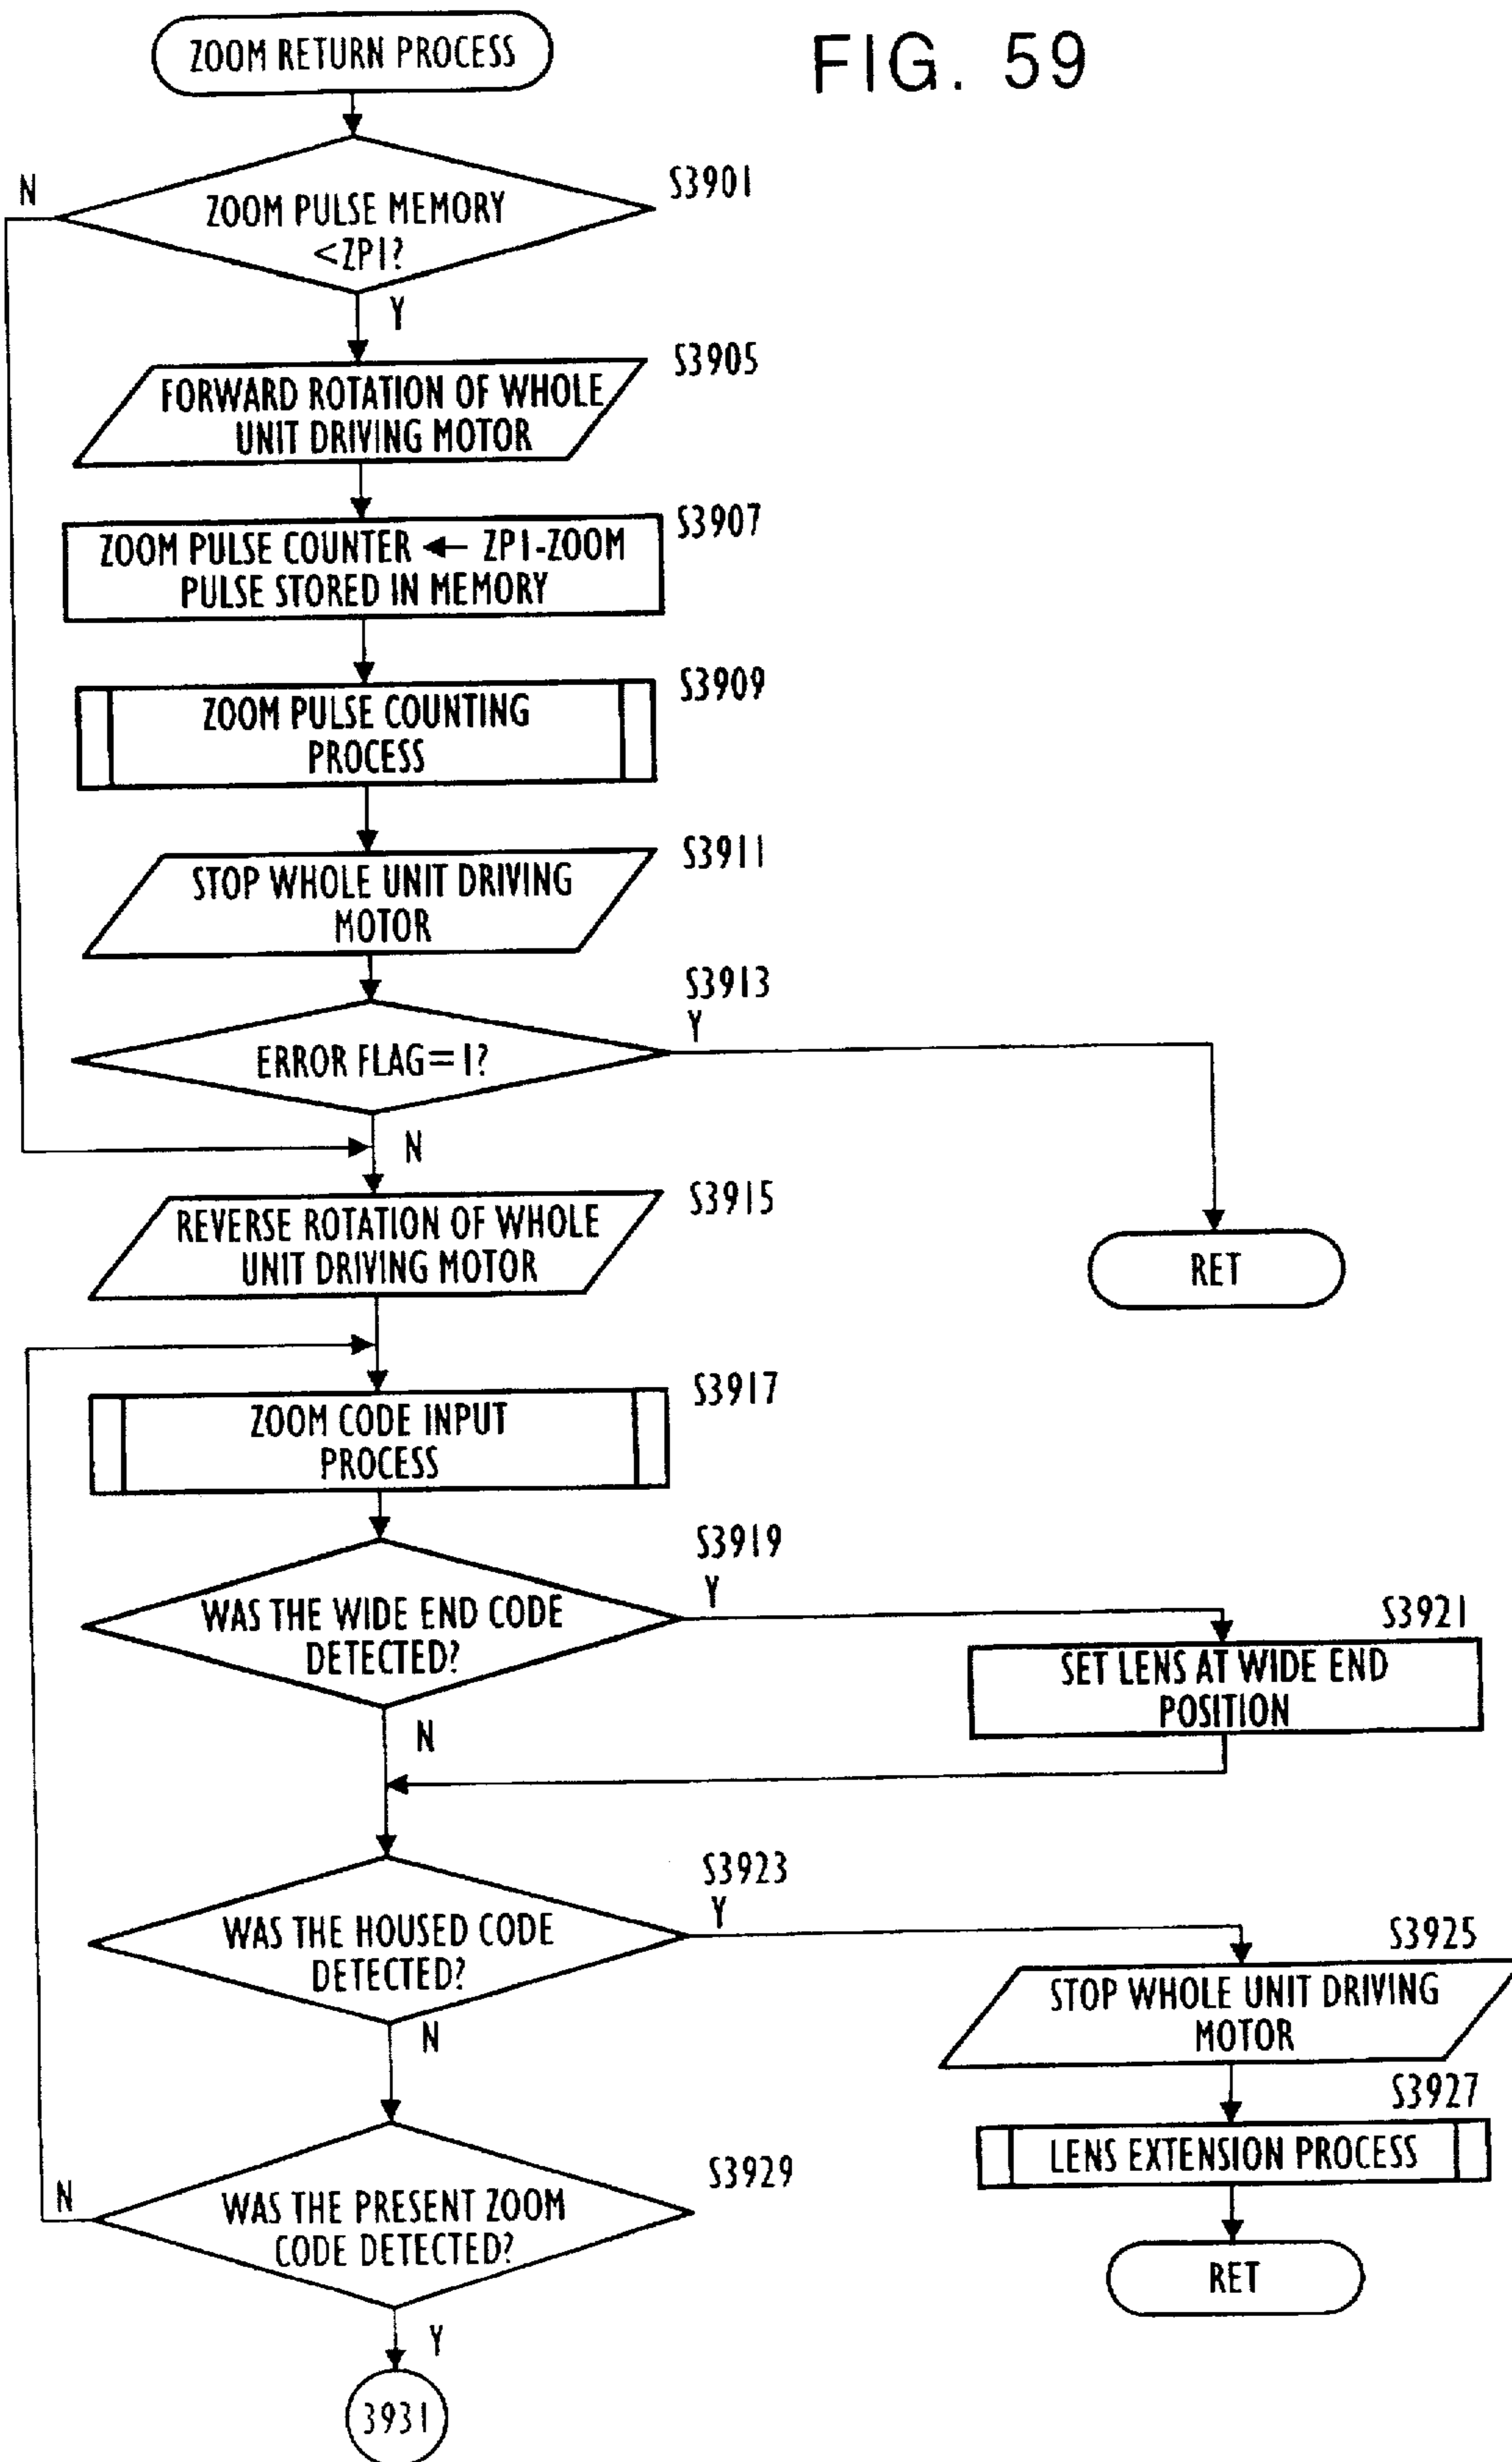 FIG. 59
ZOOM RETURN PROCESS
S3901
N
ZOOM PULSE MEMORY
<ZP1?
Y
S3905
FORWARD ROTATION OF WHOLE
UNIT DRIVING MOTOR
S3907
ZOOM PULSE COUNTER ← ZP1-ZOOM
PULSE STORED IN MEMORY
S3909
ZOOM PULSE COUNTING
PROCESS
S3911
STOP WHOLE UNIT DRIVING
MOTOR
S3913
Y
ERROR FLAG=1?
N
S3915
REVERSE ROTATION OF WHOLE
UNIT DRIVING MOTOR
RET
S3917
ZOOM CODE INPUT
PROCESS
S3919
Y
WAS THE WIDE END CODE
DETECTED?
N
S3921
SET LENS AT WIDE END
POSITION
S3923
Y
WAS THE HOUSED CODE
DETECTED?
N
S3925
STOP WHOLE UNIT DRIVING
MOTOR
S3927
LENS EXTENSION PROCESS
RET
S3929
N
WAS THE PRESENT ZOOM
CODE DETECTED?
Y
3931